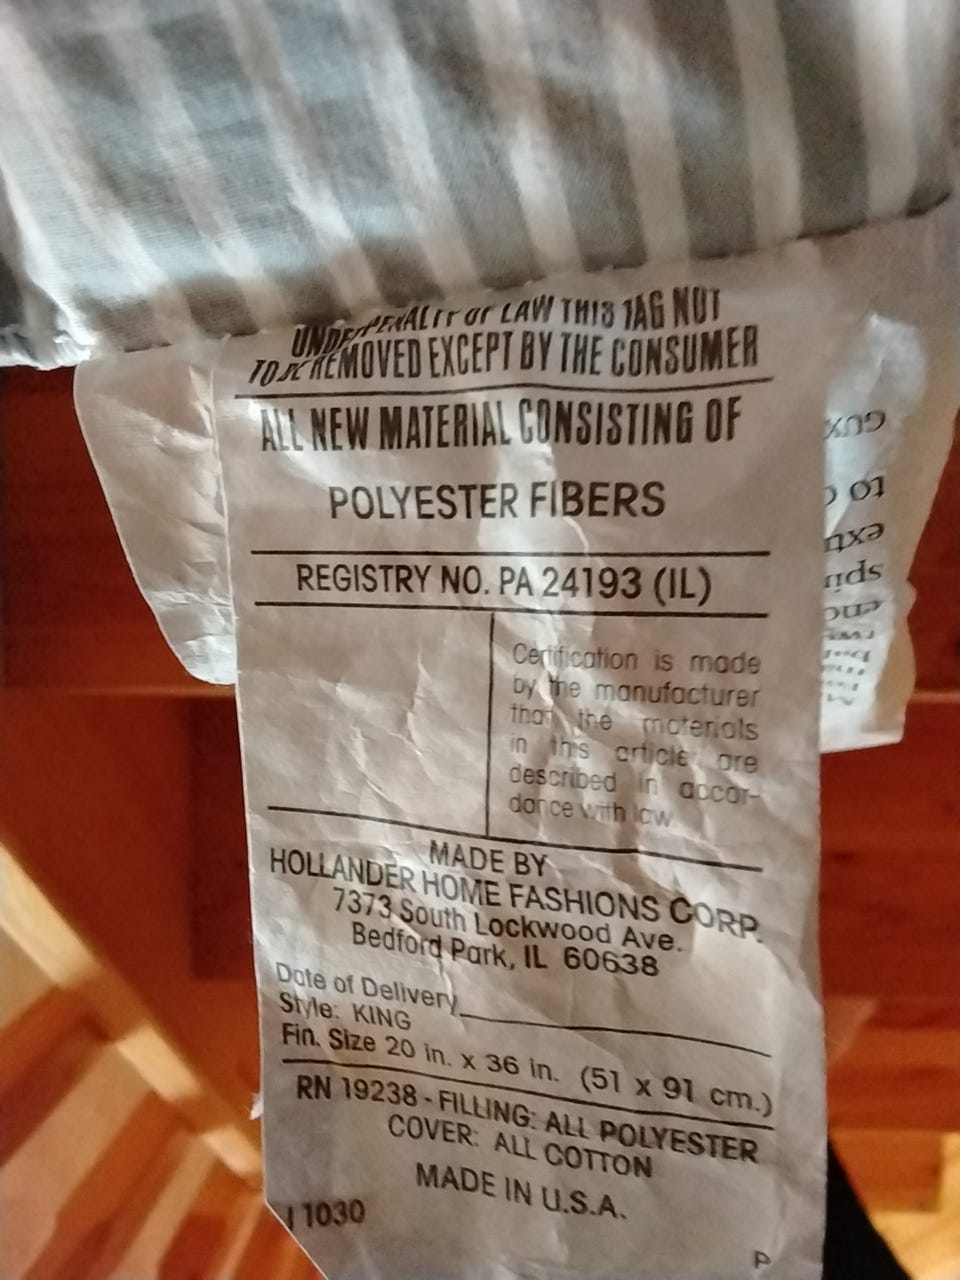 UNDER PENALTY OF LAW THIS TAG NOT
TO BE REMOVED EXCEPT BY THE CONSUMER
ALL NEW MATERIAL CONSISTING OF
POLYESTER FIBERS
REGISTRY NO. PA 24193 (IL)
Certification is made
by the manufacturer
that the materials
in this article are
described in accor-
dance with law.
MADE BY
HOLLANDER HOME FASHIONS CORP.
7373 South Lockwood Ave.
Bedford Park, IL 60638
Date of Delivery
Style: KING
Fin. Size 20 in. x 36 in. (51 x 91 cm.)
RN 19238 - FILLING: ALL POLYESTER
COVER: ALL COTTON
MADE IN U.S.A.
1030
P